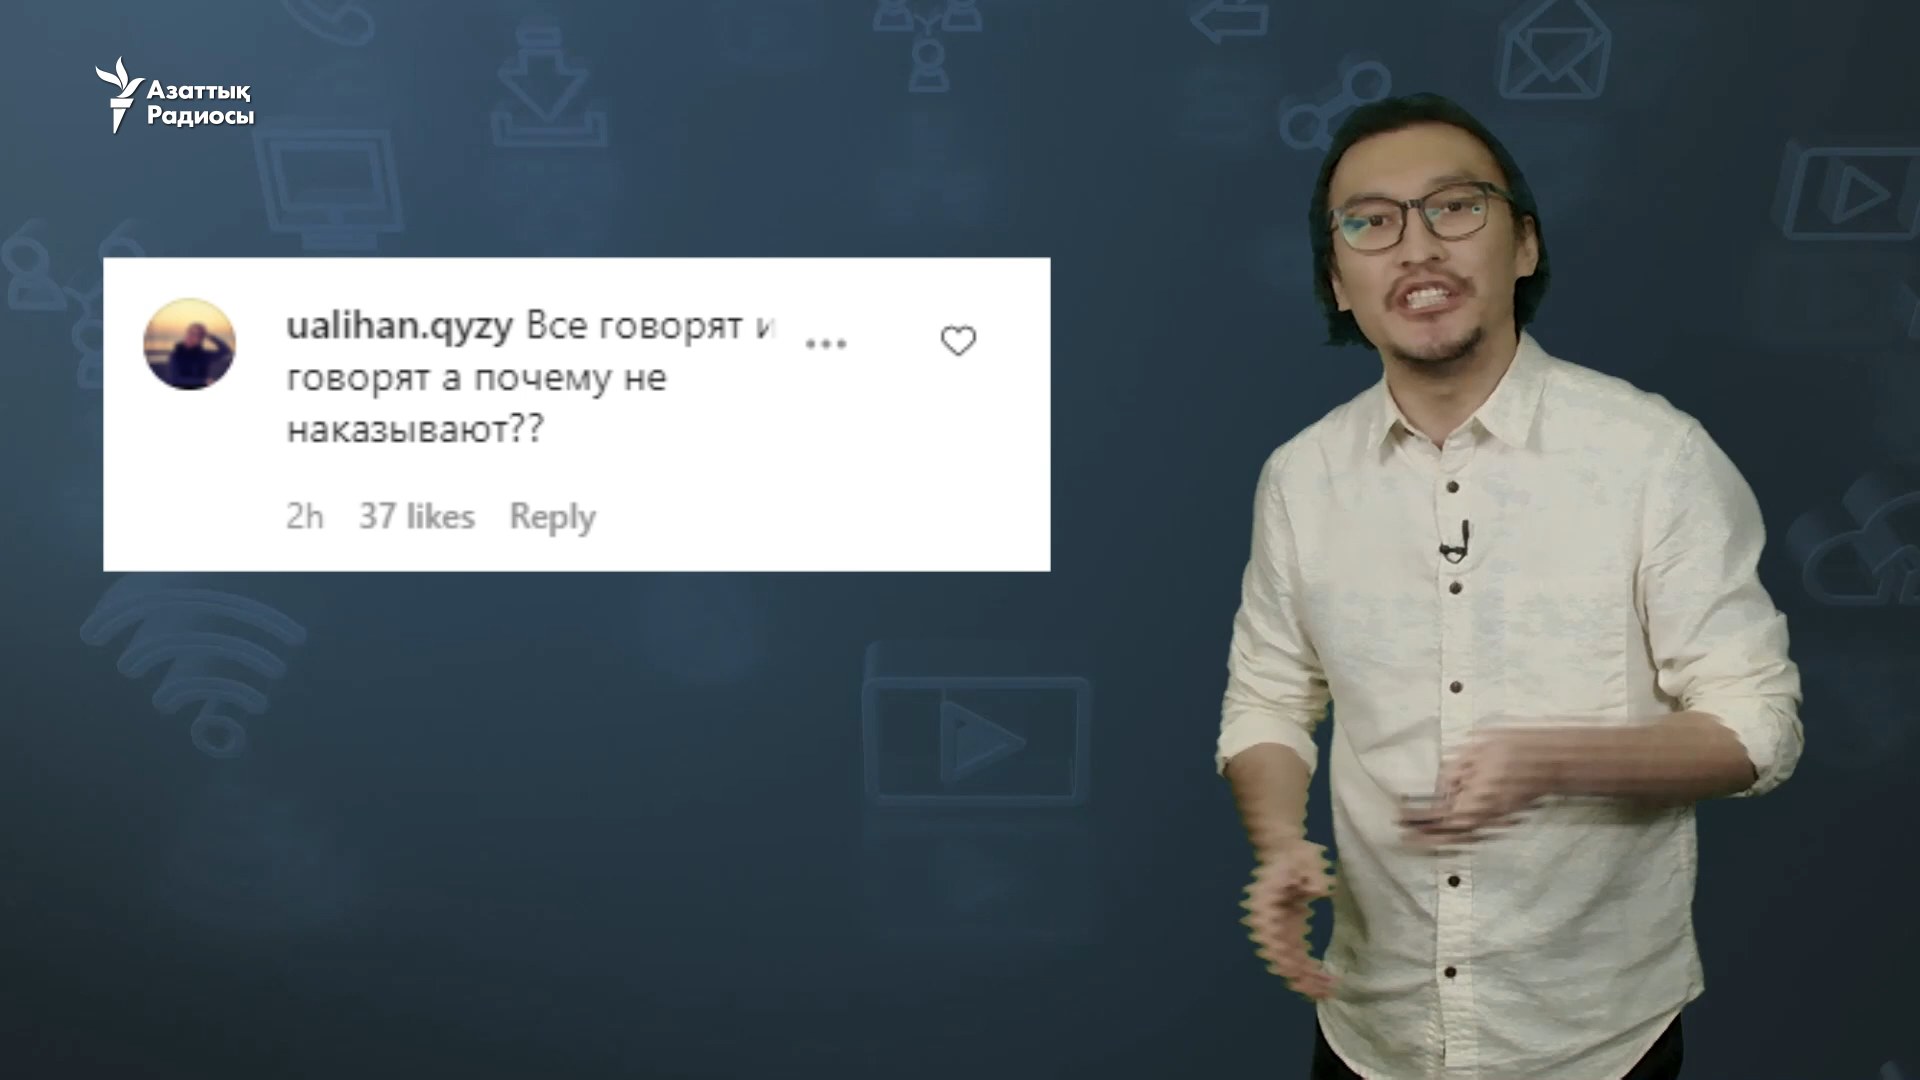 Азаттық
Радиосы
ualihan.qyzy Все говорят и
говорят а почему не
наказывают??
2h 37 likes Reply